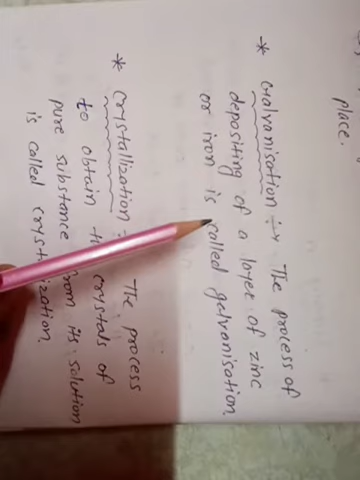 place.
* Galvanisation :- The process of
depositing of a layer of zinc
or iron is called galvanisation.
* Crystallization :- The process
to obtain the crystals of
pure substance from its solution
is called crystallization.